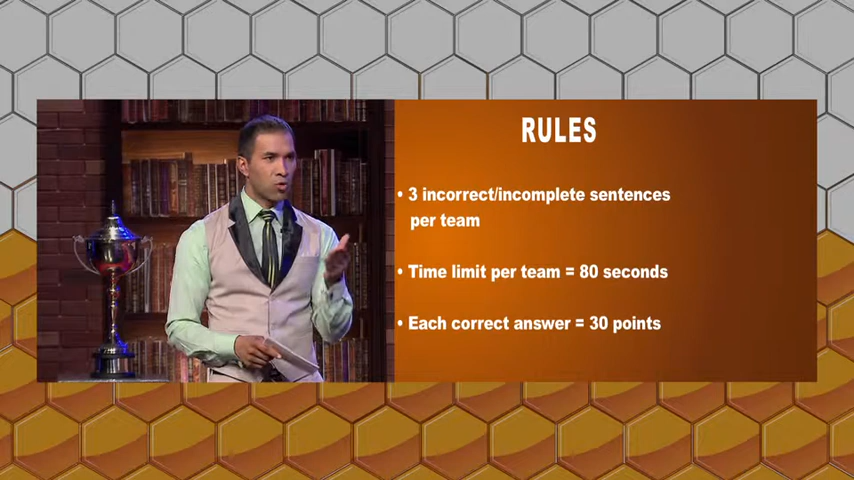 RULES
• 3 incorrect/incomplete sentences
per team
• Time limit per team = 80 seconds
• Each correct answer = 30 points